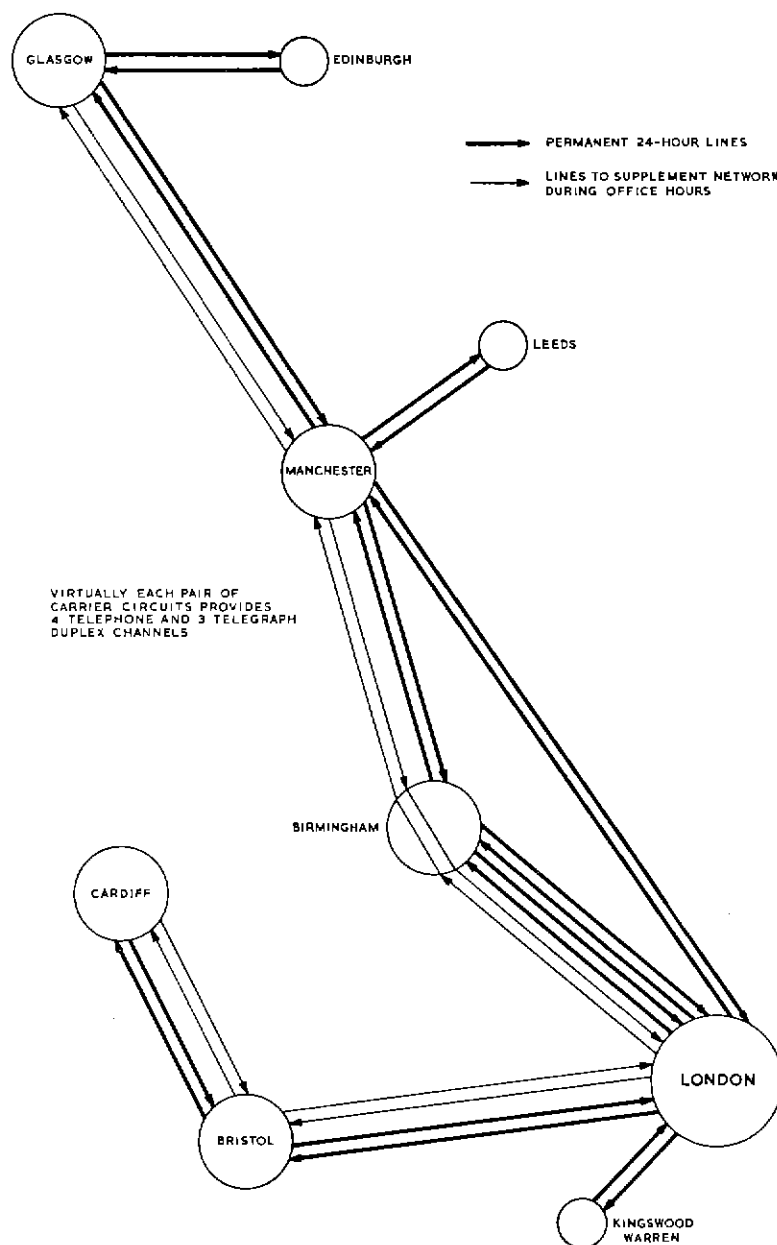 GLASGOW
EDINBURGH
PERMANENT 24-HOUR LINES
LINES TO SUPPLEMENT NETWORK
DURING OFFICE HOURS
LEEDS
MANCHESTER
VIRTUALLY EACH PAIR OF
CARRIER CIRCUITS PROVIDES
4 TELEPHONE AND 3 TELEGRAPH
DUPLEX CHANNELS
BIRMINGHAM
CARDIFF
LONDON
BRISTOL
KINGSWOOD
WARREN